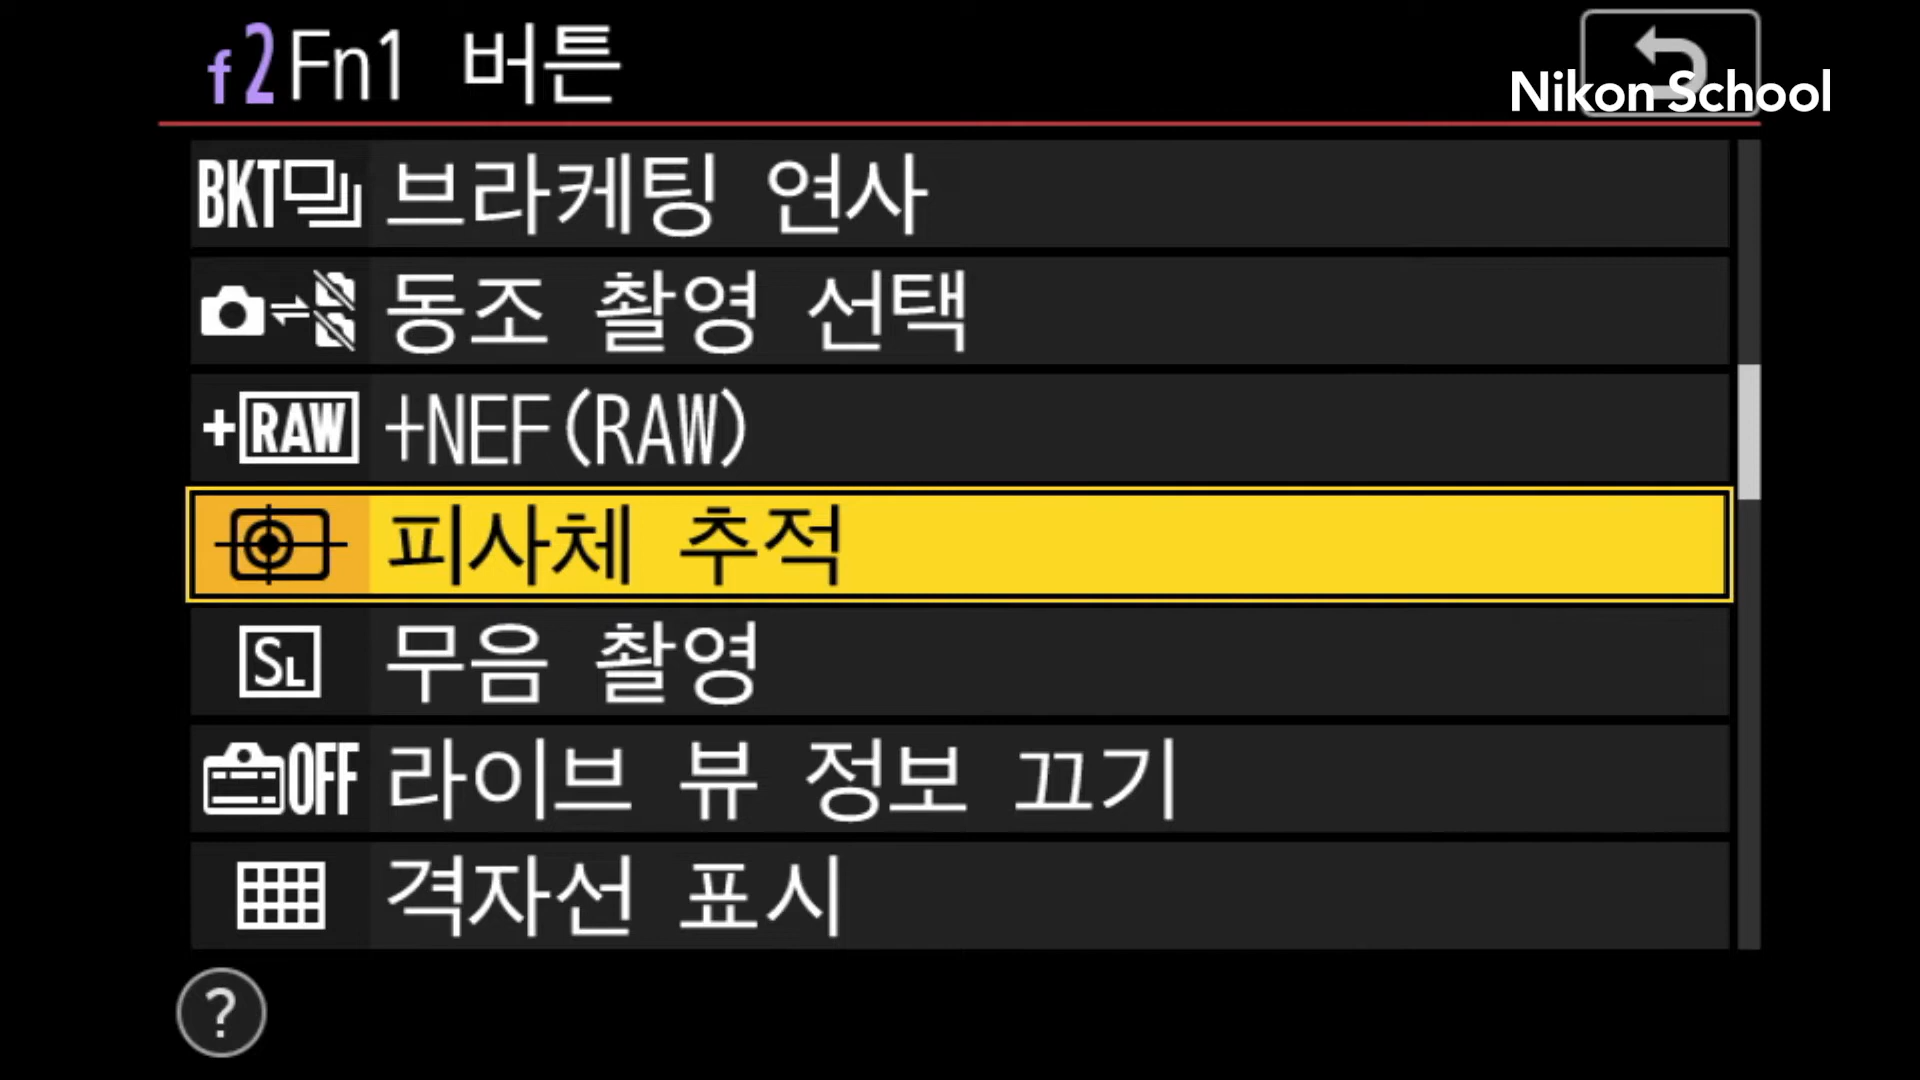 f2 Fn1 버튼
Nikon School
BKT 브라케팅 연사
동조 촬영 선택
+RAW +NEF(RAW)
피사체 추적
SL 무음 촬영
OFF 라이브 뷰 정보 끄기
격자선 표시
?